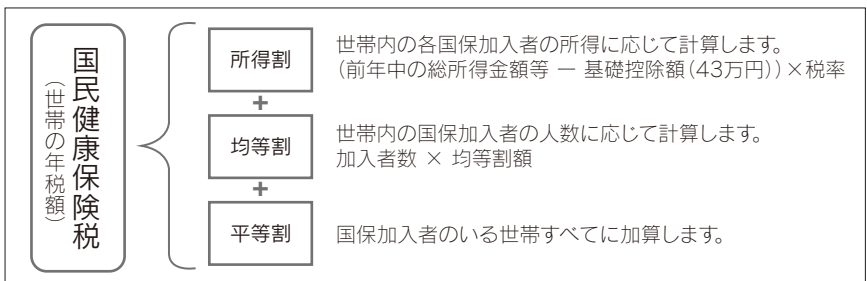 国民健康保険税
（世帯の年税額）
所得割
世帯内の各国保加入者の所得に応じて計算します。
（前年中の総所得金額等 − 基礎控除額（43万円））×税率
+
均等割
世帯内の国保加入者の人数に応じて計算します。
加入者数 × 均等割額
+
平等割
国保加入者のいる世帯すべてに加算します。